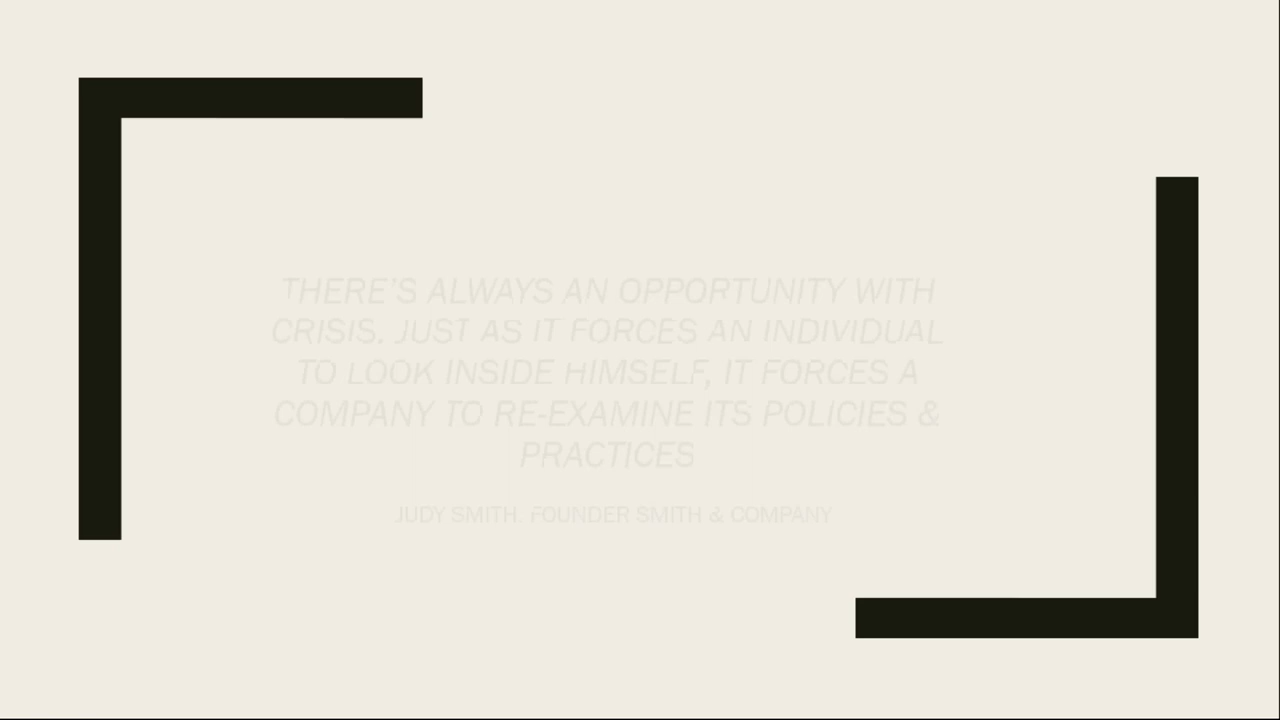 THERE'S ALWAYS AN OPPORTUNITY WITH
CRISIS. JUST AS IT FORCES AN INDIVIDUAL
TO LOOK INSIDE HIMSELF, IT FORCES A
COMPANY TO RE-EXAMINE ITS POLICIES &
PRACTICES
JUDY SMITH. FOUNDER SMITH & COMPANY